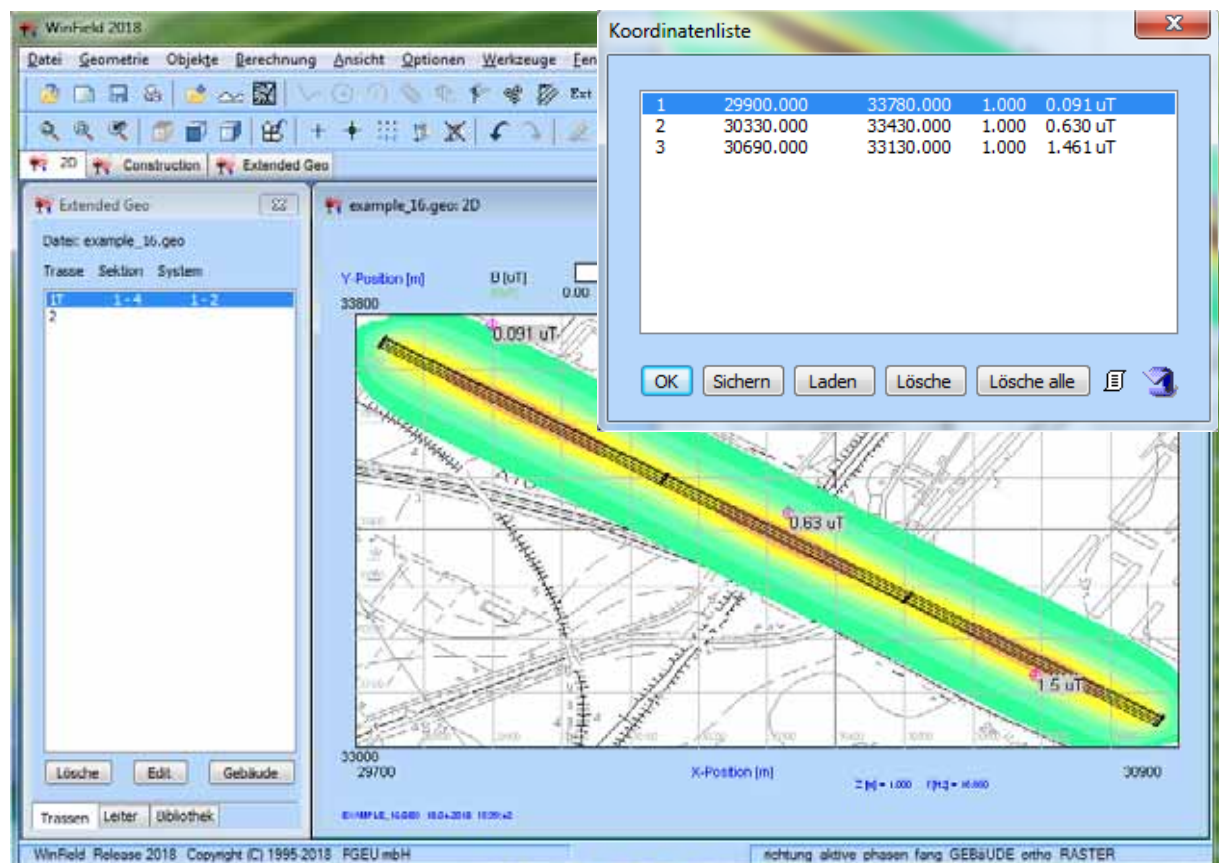 WinField 2018
Datei Geometrie Objekte Berechnung Ansicht Optionen Werkzeuge Fen
Ext
2D Construction Extended Geo
Extended Geo
Datei: example_16.geo
Trasse Sektion System
1T 1 - 4 1 - 2
2
Lösche Edit Gebäude
Trassen Leiter Bibliothek
example_16.geo: 2D
Y-Position [m] B [uT] 0.00
33800
0.091 uT
0.63 uT
1.5 uT
33000
29700 X-Position [m] 30900
Z [m] = 1.000
Koordinatenliste
1 29900.000 33780.000 1.000 0.091 uT
2 30330.000 33430.000 1.000 0.630 uT
3 30690.000 33130.000 1.000 1.461 uT
OK Sichern Laden Lösche Lösche alle
WinField Release 2018 Copyright (C) 1995-2018 FGEU mbH
richtung aktive phasen fang GEBäUDE ortho RASTER